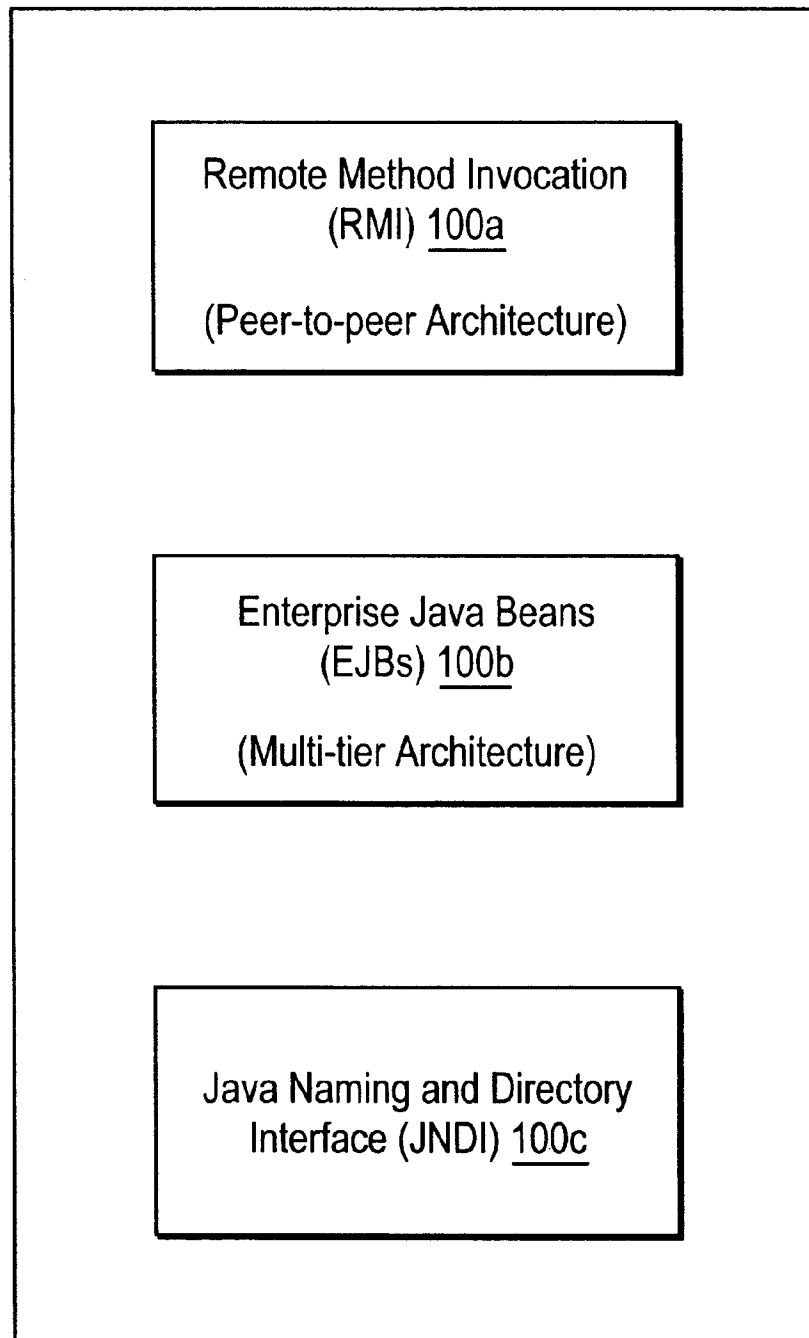 Remote Method Invocation
(RMI) 100a
(Peer-to-peer Architecture)
Enterprise Java Beans
(EJBs) 100b
(Multi-tier Architecture)
Java Naming and Directory
Interface (JNDI) 100c